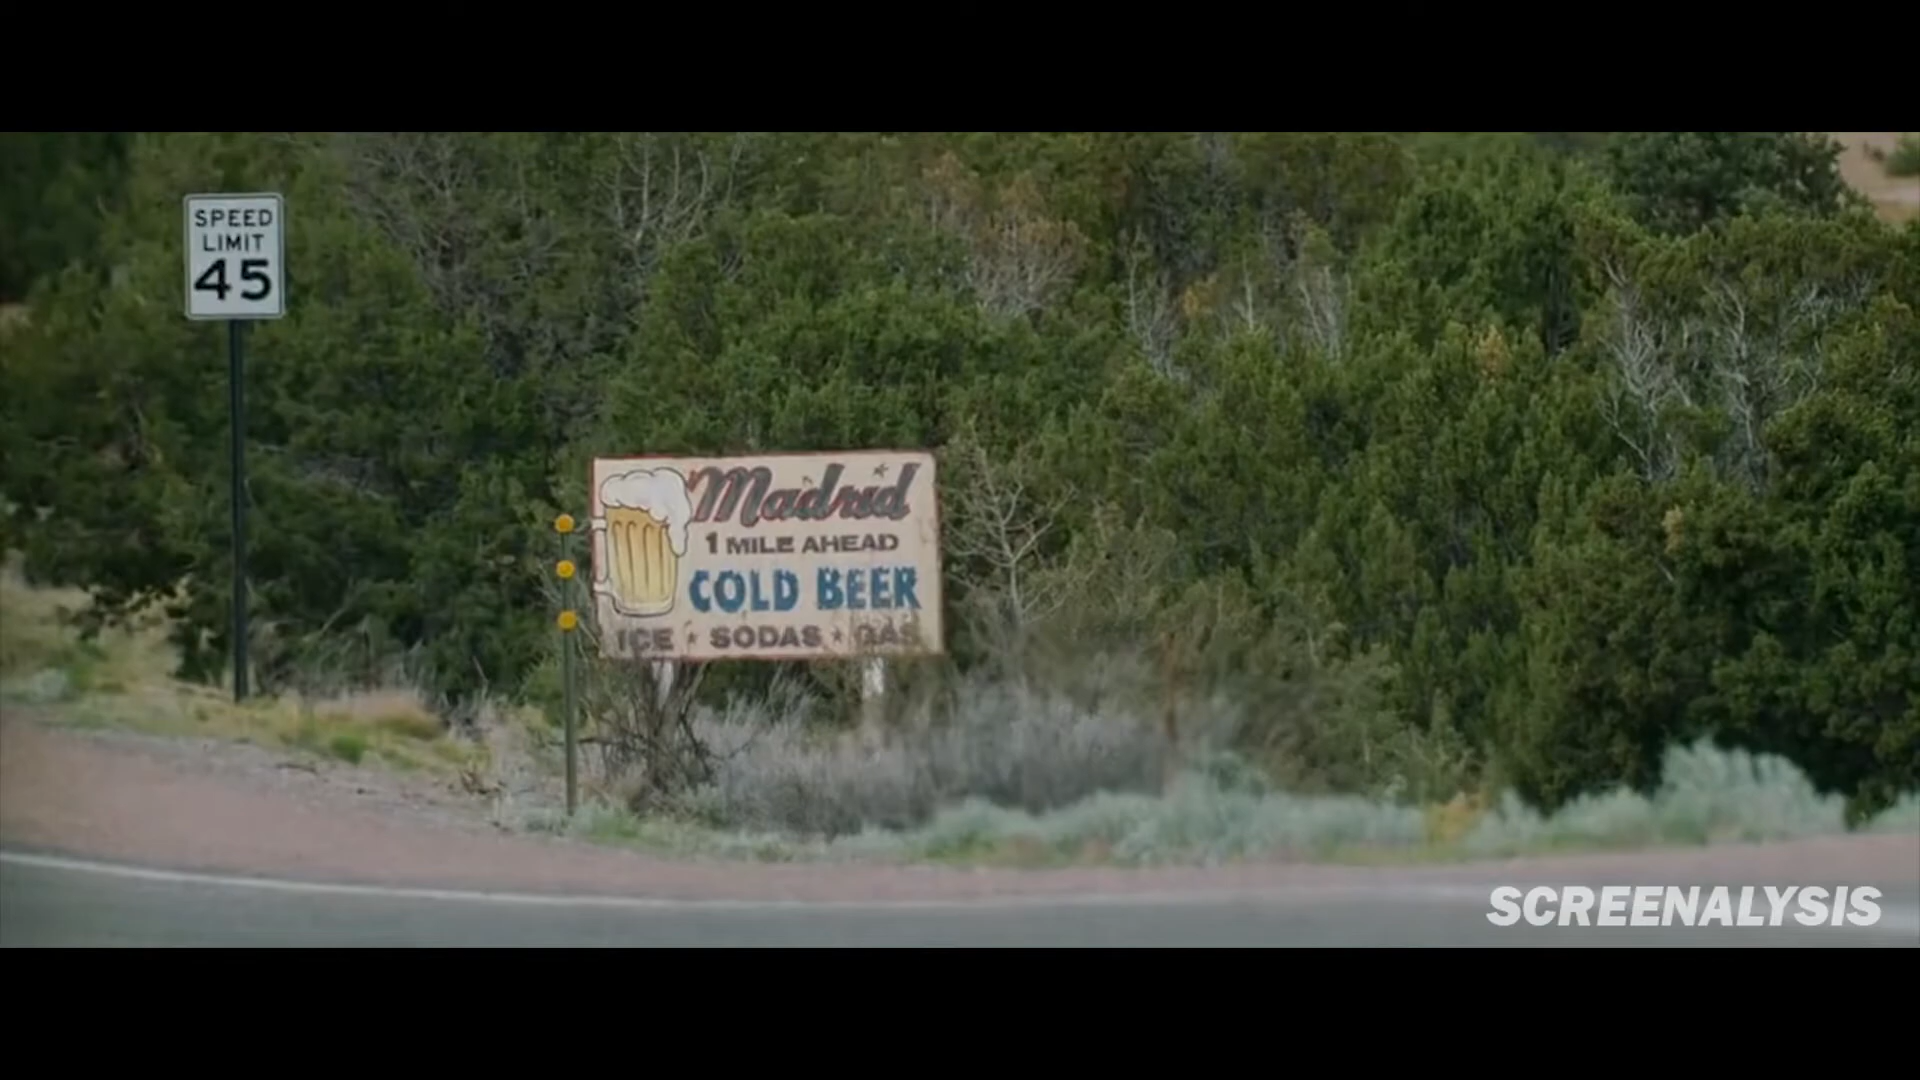 SPEED
LIMIT
45
Madrid
1 MILE AHEAD
COLD BEER
ICE * SODAS * GAS
SCREENALYSIS